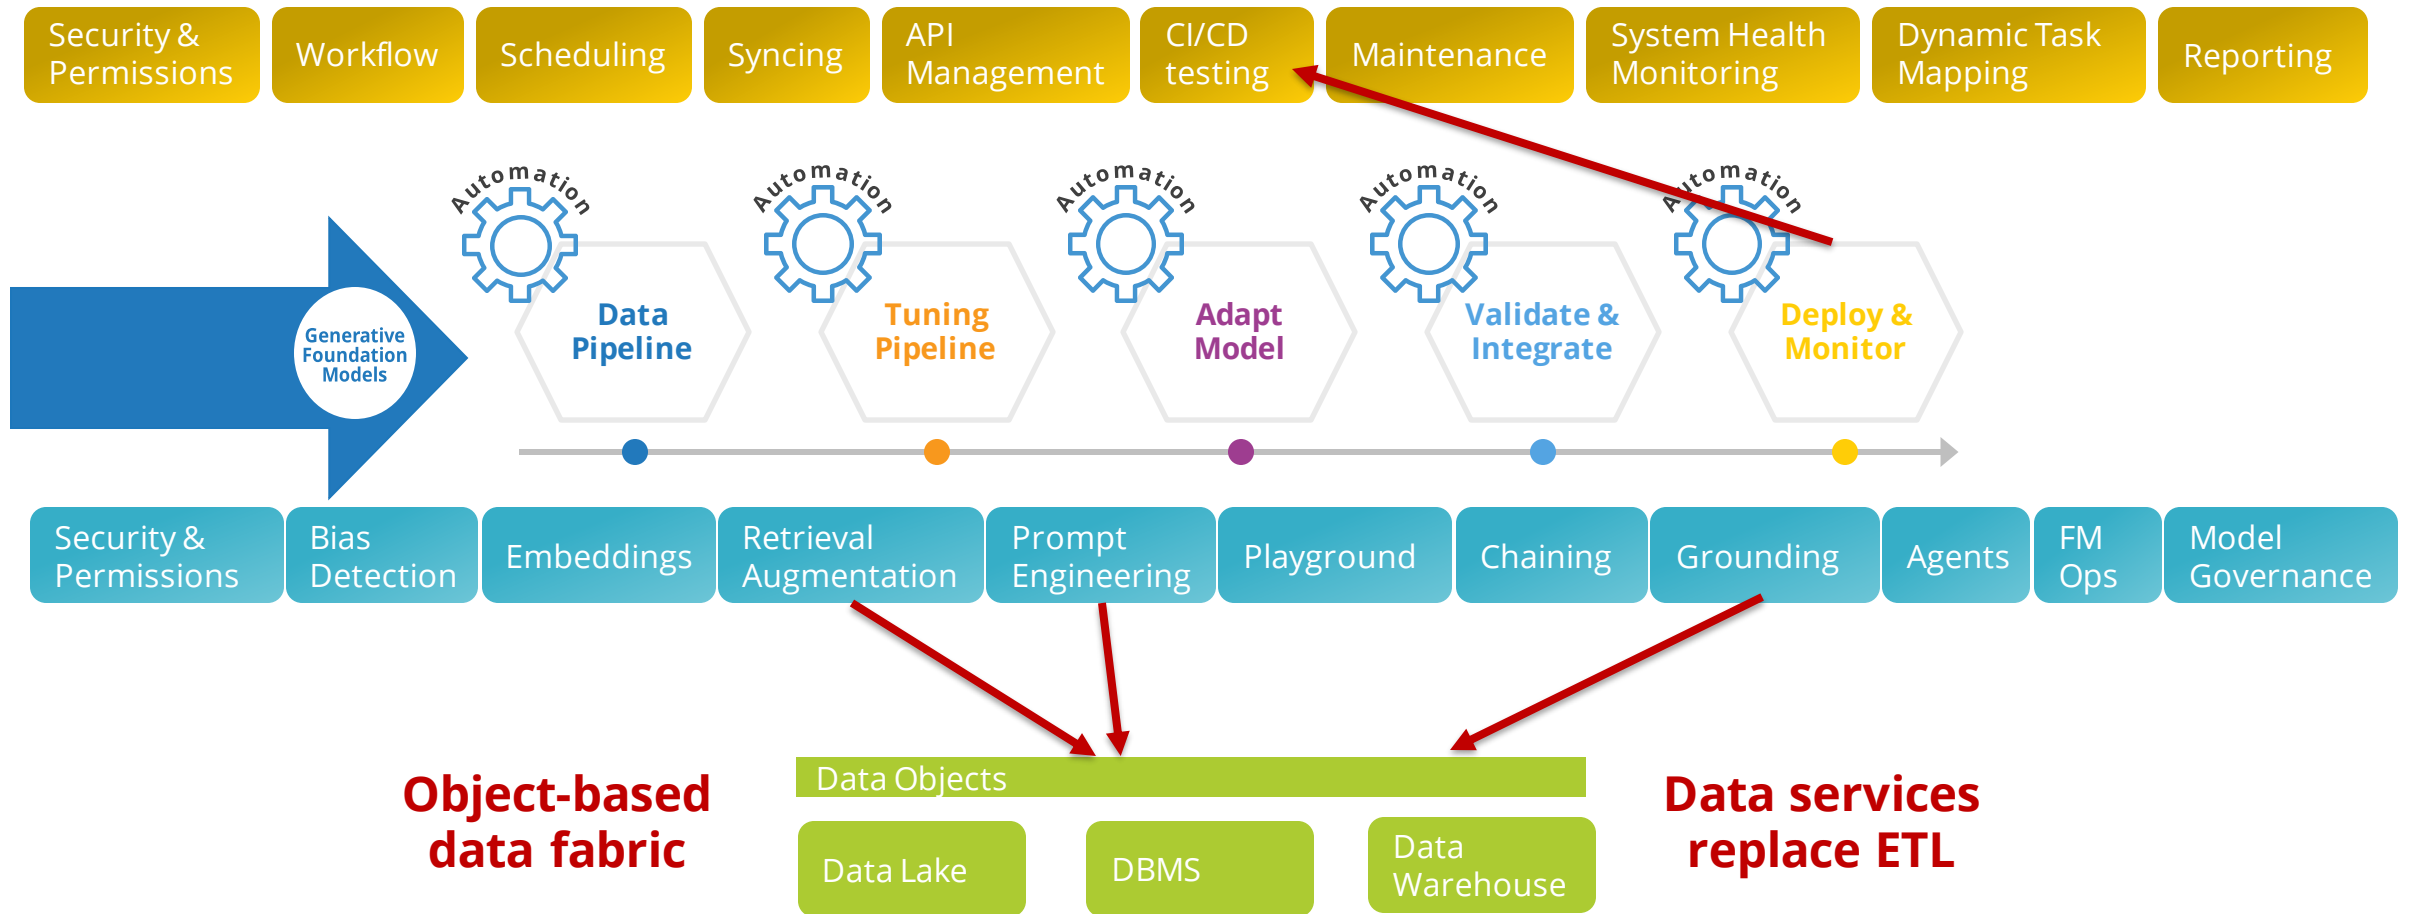 Security &
Permissions
Workflow
Scheduling
Syncing
API
Management
CI/CD
testing
Maintenance
System Health
Monitoring
Dynamic Task
Mapping
Reporting
Automation
Automation
Automation
Automation
Automation
Generative
Foundation
Models
Data
Pipeline
Tuning
Pipeline
Adapt
Model
Validate &
Integrate
Deploy &
Monitor
Security &
Permissions
Bias
Detection
Embeddings
Retrieval
Augmentation
Prompt
Engineering
Playground
Chaining
Grounding
Agents
FM
Ops
Model
Governance
Object-based
data fabric
Data Objects
Data Lake
DBMS
Data
Warehouse
Data services
replace ETL